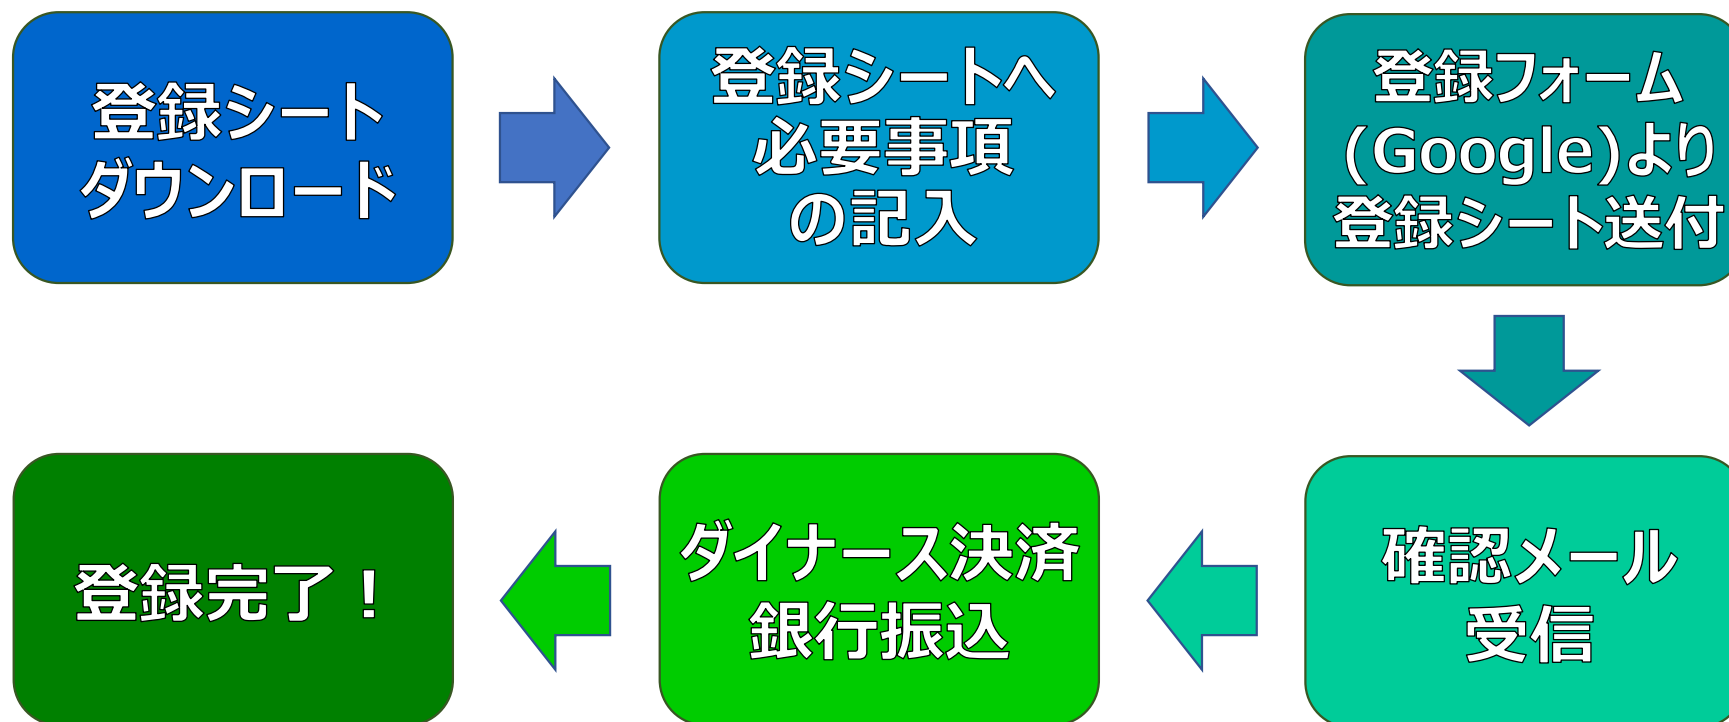 登録シート
ダウンロード
登録シートへ
必要事項
の記入
登録フォーム
(Google)より
登録シート送付
確認メール
受信
ダイナース決済
銀行振込
登録完了！